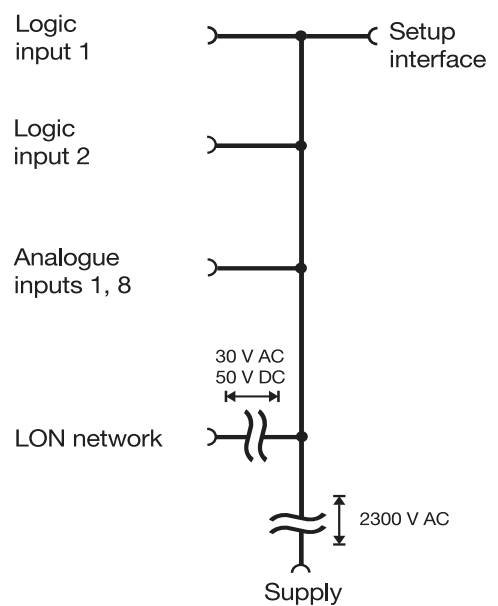 Logic
input 1
Setup
interface
Logic
input 2
Analogue
inputs 1, 8
30 V AC
50 V DC
LON network
2300 V AC
Supply